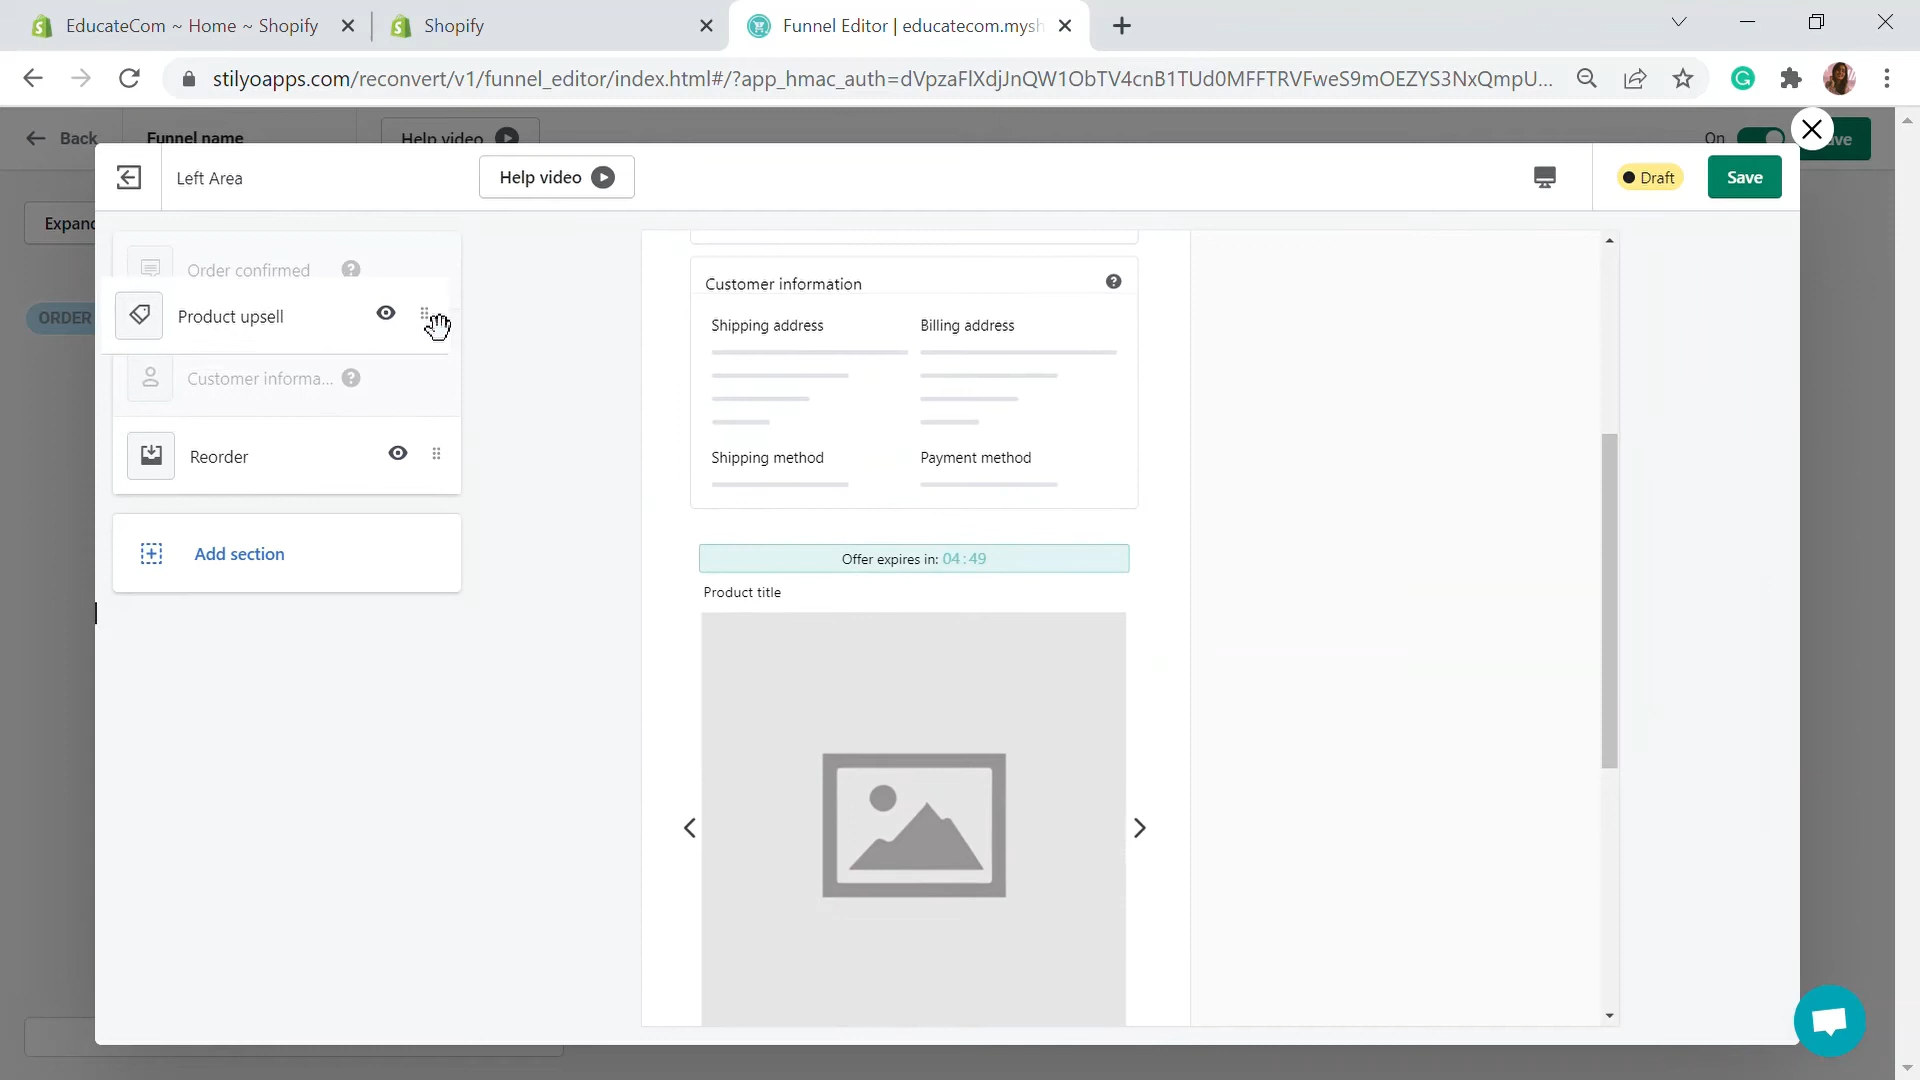 EducateCom ~ Home ~ Shopify
Shopify
Funnel Editor | educatecom.mysh
stilyoapps.com/reconvert/v1/funnel_editor/index.html#/?app_hmac_auth=dVpzaFlXdjJnQW1ObTV4cnB1TUd0MFFTRVFweS9mOEZYS3NxQmpU...
Back
Funnel name
Help video
On
Left Area
Help video
Draft
Save
Expand
Order confirmed
Customer information
ORDER
Product upsell
Shipping address
Billing address
Customer informa...
Reorder
Shipping method
Payment method
Add section
Offer expires in: 04:49
Product title